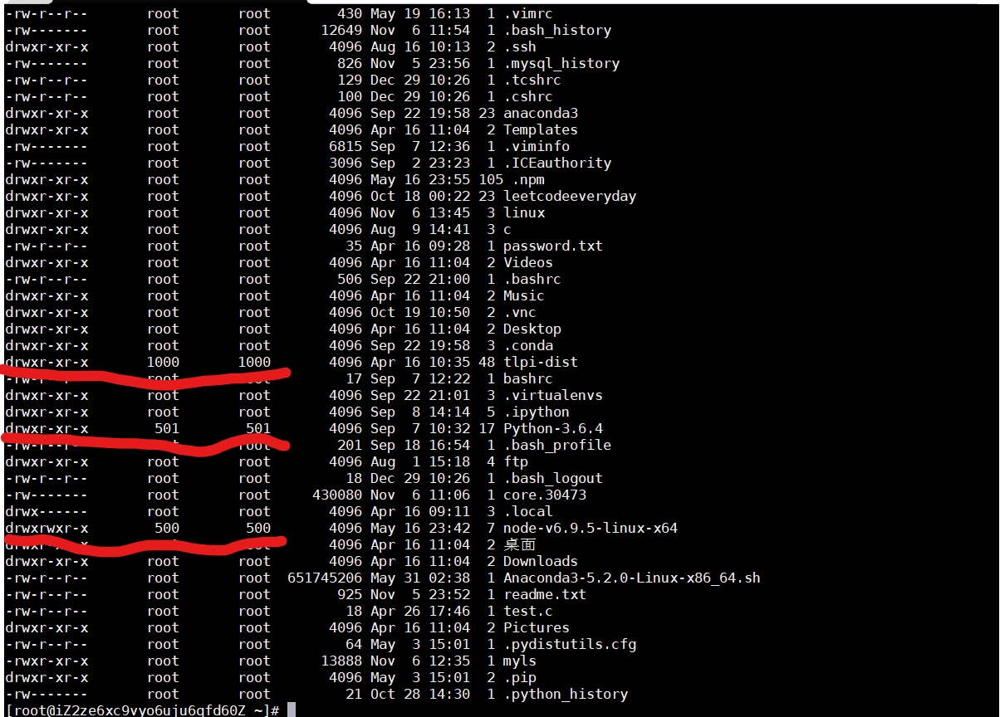 -rw-r--r-- root root 430 May 19 16:13 1 .vimrc
-rw------- root root 12649 Nov 6 11:54 1 .bash_history
drwxr-xr-x root root 4096 Aug 16 10:13 2 .ssh
-rw------- root root 826 Nov 5 23:56 1 .mysql_history
-rw-r--r-- root root 129 Dec 29 10:26 1 .tcshrc
-rw-r--r-- root root 100 Dec 29 10:26 1 .cshrc
drwxr-xr-x root root 4096 Sep 22 19:58 23 anaconda3
drwxr-xr-x root root 4096 Apr 16 11:04 2 Templates
-rw------- root root 6815 Sep 7 12:36 1 .viminfo
-rw------- root root 3096 Sep 2 23:23 1 .ICEauthority
drwxr-xr-x root root 4096 May 16 23:55 105 .npm
drwxr-xr-x root root 4096 Oct 18 00:22 23 leetcodeeveryday
drwxr-xr-x root root 4096 Nov 6 13:45 3 linux
drwxr-xr-x root root 4096 Aug 9 14:41 3 c
-rw-r--r-- root root 35 Apr 16 09:28 1 password.txt
drwxr-xr-x root root 4096 Apr 16 11:04 2 Videos
-rw-r--r-- root root 506 Sep 22 21:00 1 .bashrc
drwxr-xr-x root root 4096 Apr 16 11:04 2 Music
drwxr-xr-x root root 4096 Oct 19 10:50 2 .vnc
drwxr-xr-x root root 4096 Apr 16 11:04 2 Desktop
drwxr-xr-x root root 4096 Sep 22 19:58 3 .conda
drwxr-xr-x 1000 1000 4096 Apr 16 10:35 48 tlpi-dist
-rw-r--r-- root root 17 Sep 7 12:22 1 bashrc
drwxr-xr-x root root 4096 Sep 22 21:01 3 .virtualenvs
drwxr-xr-x root root 4096 Sep 8 14:14 5 .ipython
drwxr-xr-x 501 501 4096 Sep 7 10:32 17 Python-3.6.4
-rw-r--r-- root root 201 Sep 18 16:54 1 .bash_profile
drwxr-xr-x root root 4096 Aug 1 15:18 4 ftp
-rw-r--r-- root root 18 Dec 29 10:26 1 .bash_logout
-rw------- root root 430080 Nov 6 11:06 1 core.30473
drwx------ root root 4096 Apr 16 09:11 3 .local
drwxrwxr-x 500 500 4096 May 16 23:42 7 node-v6.9.5-linux-x64
drwxr-xr-x root 4096 Apr 16 11:04 2 桌面
drwxr-xr-x root root 4096 Apr 16 11:04 2 Downloads
-rw-r--r-- root root 651745206 May 31 02:38 1 Anaconda3-5.2.0-Linux-x86_64.sh
-rw-r--r-- root root 925 Nov 5 23:52 1 readme.txt
-rw-r--r-- root root 18 Apr 26 17:46 1 test.c
drwxr-xr-x root root 4096 Apr 16 11:04 2 Pictures
-rw-r--r-- root root 64 May 3 15:01 1 .pydistutils.cfg
-rwxr-xr-x root root 13888 Nov 6 12:35 1 myls
drwxr-xr-x root root 4096 May 3 15:01 2 .pip
-rw------- root root 21 Oct 28 14:30 1 .python_history
[root@iZ2ze6xc9vyo6uju6qfd60Z ~]#